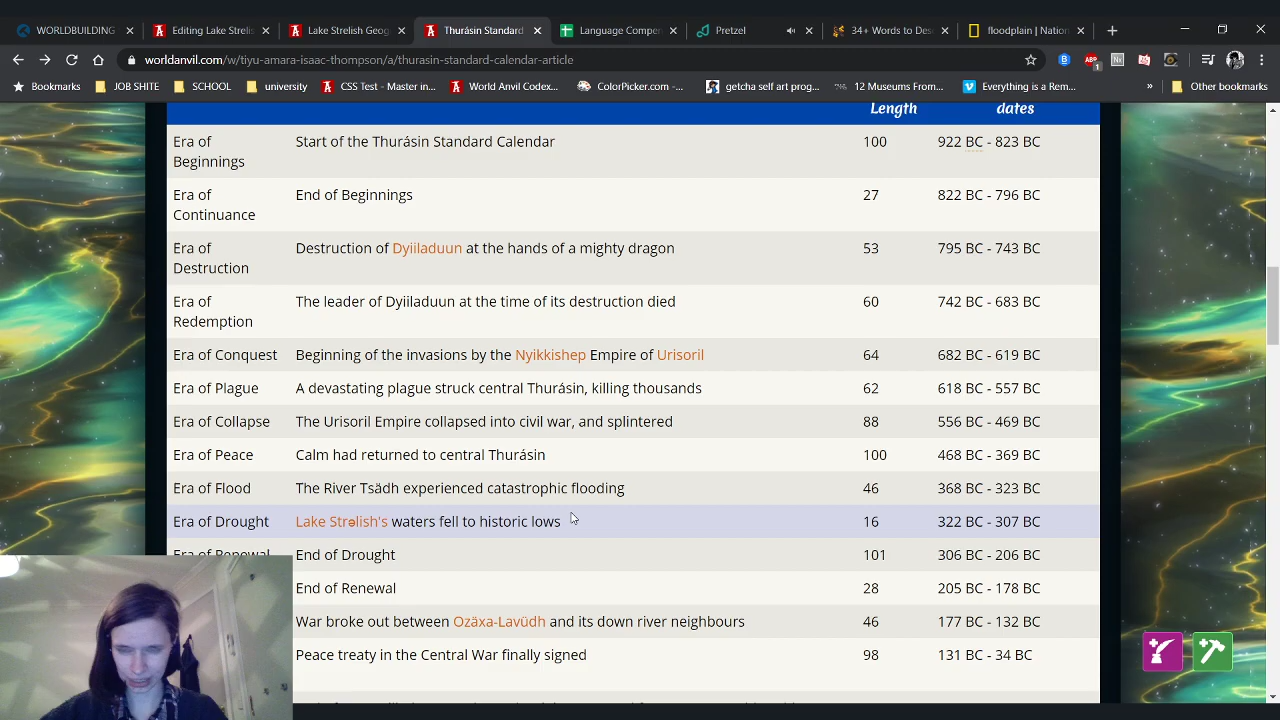 WORLDBUILDING
Editing Lake Strelis
Lake Strelish Geog
Thurásin Standard
Language Comper
Pretzel
34+ Words to Des
floodplain | Nation
worldanvil.com/w/tiyu-amara-isaac-thompson/a/thurasin-standard-calendar-article
Bookmarks
JOB SHITE
SCHOOL
university
CSS Test - Master in...
World Anvil Codex...
ColorPicker.com -...
getcha self art prog...
12 Museums From...
Everything is a Rem...
»
Other bookmarks
Length dates
Era of Beginnings Start of the Thurásin Standard Calendar 100 922 BC - 823 BC
Era of Continuance End of Beginnings 27 822 BC - 796 BC
Era of Destruction Destruction of Dyiiladuun at the hands of a mighty dragon 53 795 BC - 743 BC
Era of Redemption The leader of Dyiiladuun at the time of its destruction died 60 742 BC - 683 BC
Era of Conquest Beginning of the invasions by the Nyikkishep Empire of Urisoril 64 682 BC - 619 BC
Era of Plague A devastating plague struck central Thurásin, killing thousands 62 618 BC - 557 BC
Era of Collapse The Urisoril Empire collapsed into civil war, and splintered 88 556 BC - 469 BC
Era of Peace Calm had returned to central Thurásin 100 468 BC - 369 BC
Era of Flood The River Tsädh experienced catastrophic flooding 46 368 BC - 323 BC
Era of Drought Lake Strəlish's waters fell to historic lows 16 322 BC - 307 BC
Era of Renewal End of Drought 101 306 BC - 206 BC
End of Renewal 28 205 BC - 178 BC
War broke out between Ozäxa-Lavüdh and its down river neighbours 46 177 BC - 132 BC
Peace treaty in the Central War finally signed 98 131 BC - 34 BC